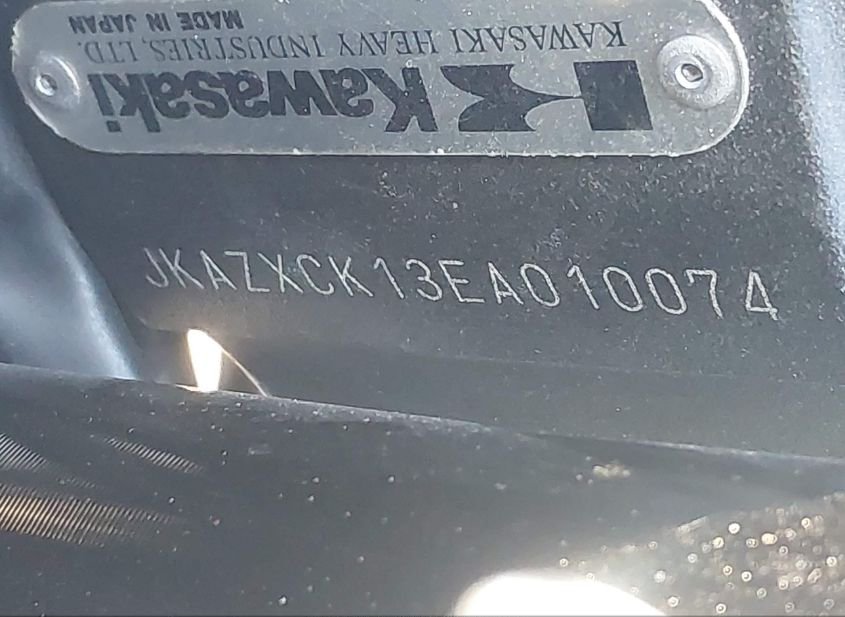 Kawasaki
KAWASAKI HEAVY INDUSTRIES, LTD.
MADE IN JAPAN
JKAZXCK13EA010074